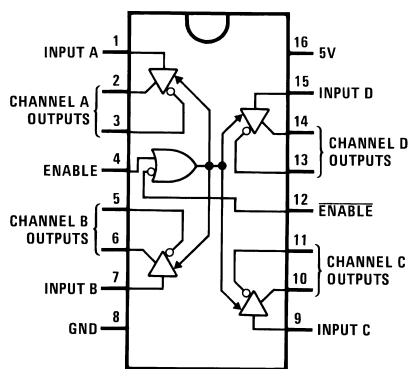 INPUT A
1
2
CHANNEL A
OUTPUTS
3
ENABLE
4
5
CHANNEL B
OUTPUTS
6
INPUT B
7
GND
8
16
5V
15
INPUT D
14
CHANNEL D
OUTPUTS
13
12
ENABLE
11
CHANNEL C
OUTPUTS
10
9
INPUT C